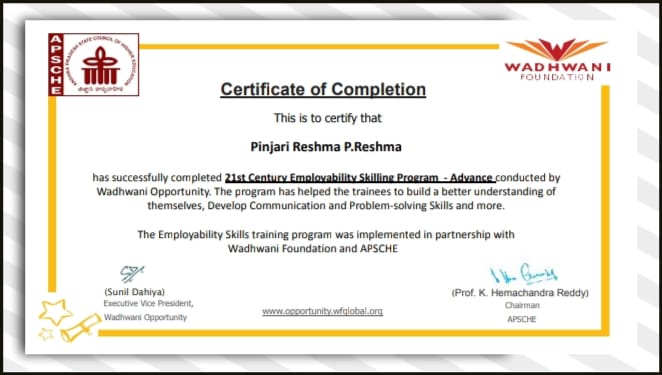 APSCHE
ANDHRA PRADESH STATE COUNCIL OF HIGHER EDUCATION
WADHWANI
FOUNDATION
Certificate of Completion
This is to certify that
Pinjari Reshma P.Reshma
has successfully completed 21st Century Employability Skilling Program - Advance conducted by
Wadhwani Opportunity. The program has helped the trainees to build a better understanding of
themselves, Develop Communication and Problem-solving Skills and more.
The Employability Skills training program was implemented in partnership with
Wadhwani Foundation and APSCHE
(Sunil Dahiya)
Executive Vice President,
Wadhwani Opportunity
www.opportunity.wfglobal.org
(Prof. K. Hemachandra Reddy)
Chairman
APSCHE